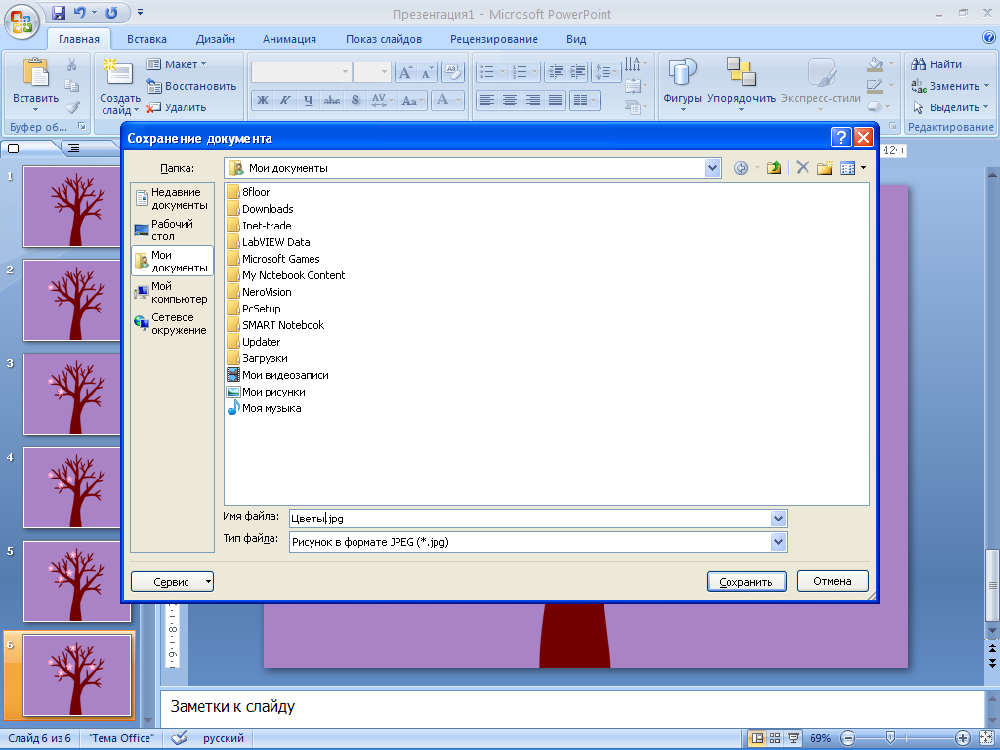 Презентация1 - Microsoft PowerPoint
Главная
Вставка
Дизайн
Анимация
Показ слайдов
Рецензирование
Вид
Вставить
Буфер об...
Создать
слайд
Макет
Восстановить
Удалить
Ж К Ч abc S AV Aa A
Фигуры
Упорядочить
Экспресс-стили
Найти
Заменить
Выделить
Редактирование
Сохранение документа
Папка:
Мои документы
Недавние
документы
Рабочий
стол
Мои
документы
Мой
компьютер
Сетевое
окружение
8floor
Downloads
Inet-trade
LabVIEW Data
Microsoft Games
My Notebook Content
NeroVision
PcSetup
SMART Notebook
Updater
Загрузки
Мои видеозаписи
Мои рисунки
Моя музыка
Имя файла:
Цветы.jpg
Тип файла:
Рисунок в формате JPEG (*.jpg)
Сервис
Сохранить
Отмена
1
2
3
4
5
6
12
Заметки к слайду
Слайд 6 из 6
"Тема Office"
русский
69%